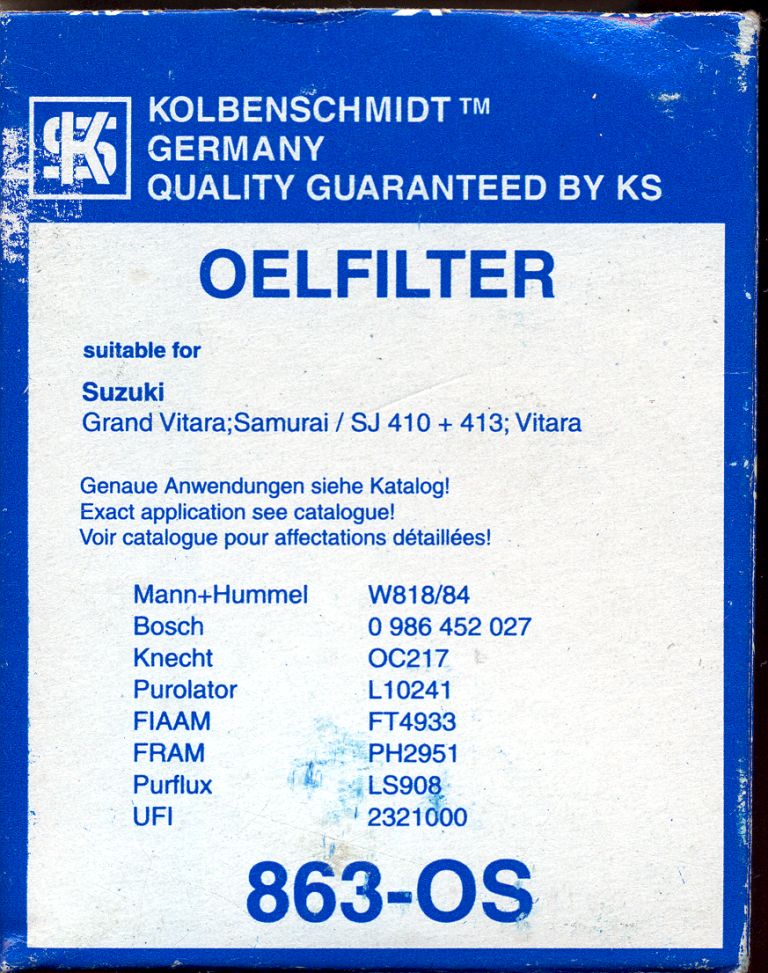 KS
KOLBENSCHMIDT™
GERMANY
QUALITY GUARANTEED BY KS
OELFILTER
suitable for
Suzuki
Grand Vitara;Samurai / SJ 410 + 413; Vitara
Genaue Anwendungen siehe Katalog!
Exact application see catalogue!
Voir catalogue pour affectations détaillées!
Mann+Hummel W818/84
Bosch 0 986 452 027
Knecht OC217
Purolator L10241
FIAAM FT4933
FRAM PH2951
Purflux LS908
UFI 2321000
863-OS